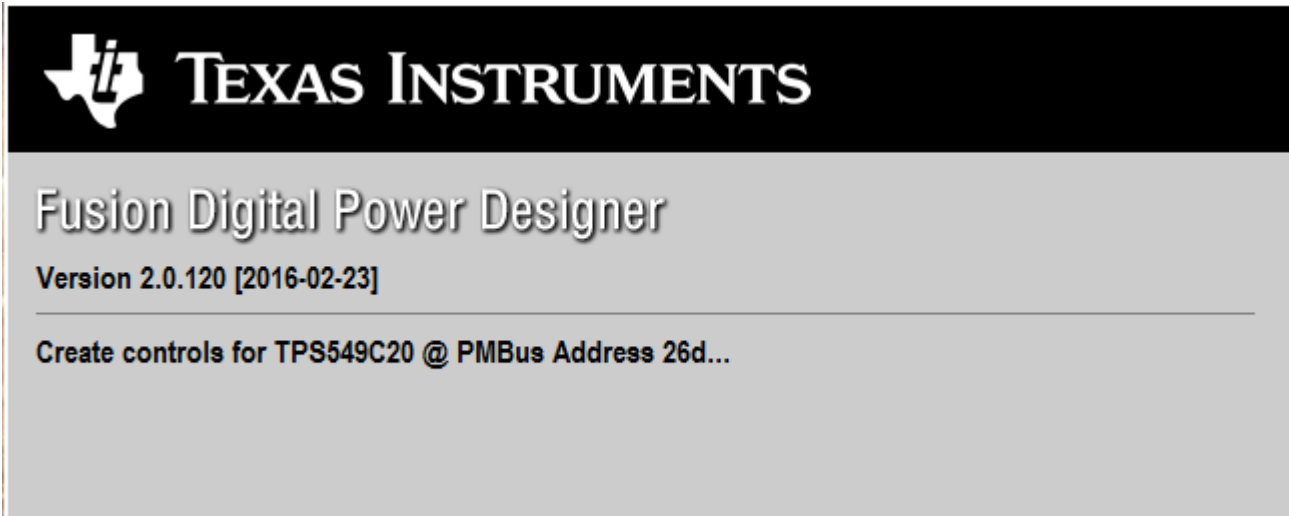 TEXAS INSTRUMENTS
Fusion Digital Power Designer
Version 2.0.120 [2016-02-23]
Create controls for TPS549C20 @ PMBus Address 26d...